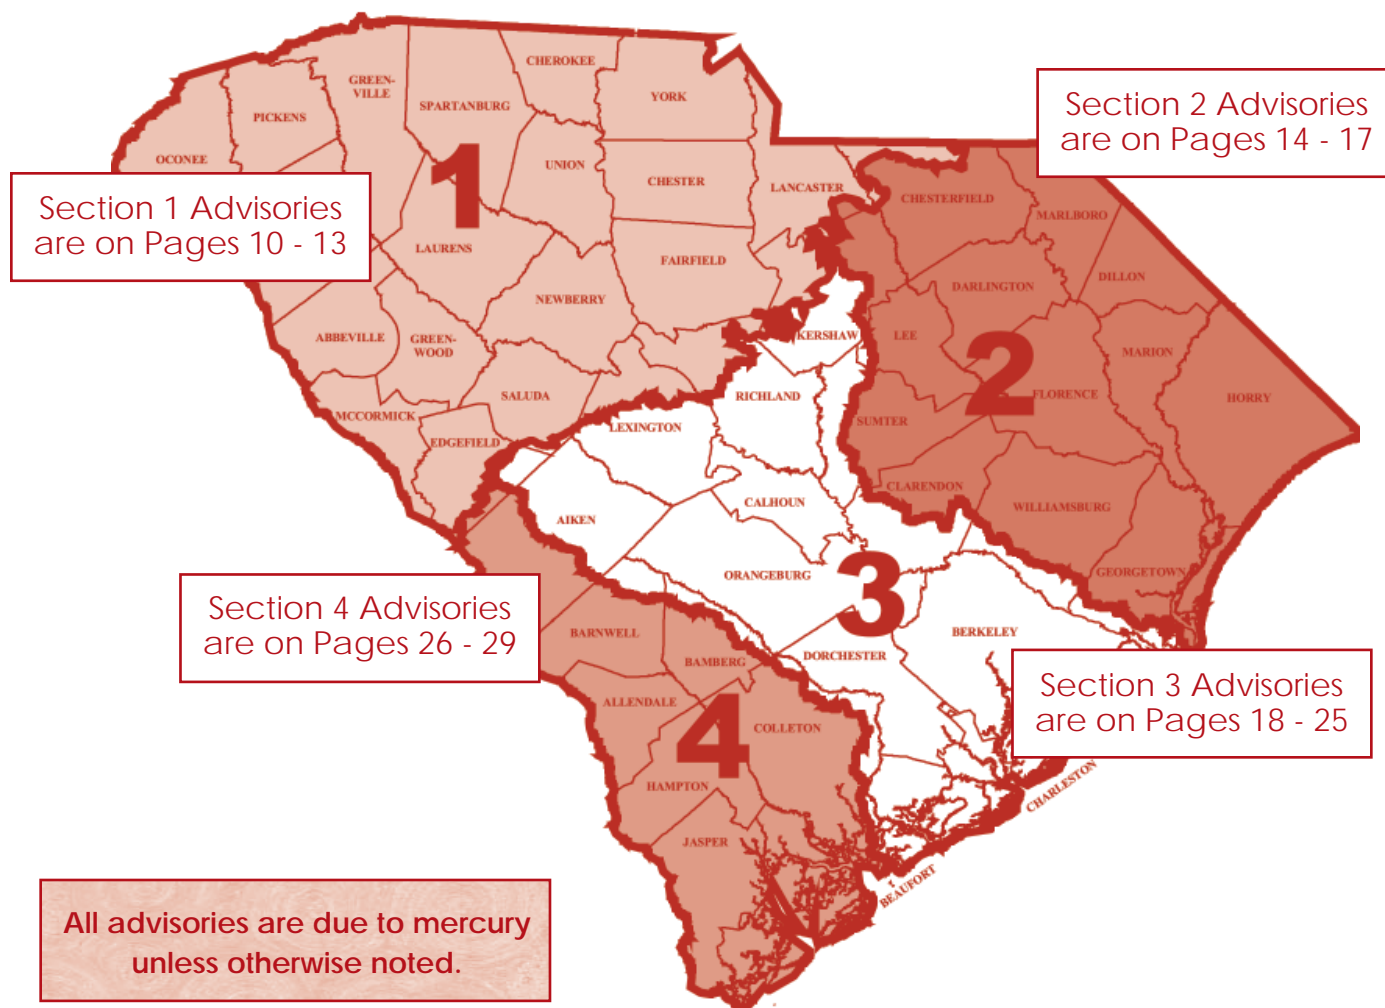 CHEROKEE
GREEN-
VILLE
YORK
SPARTANBURG
PICKENS
Section 2 Advisories
are on Pages 14 - 17
OCONEE
UNION
1
CHESTER
LANCASTER
CHESTERFIELD
MARLBORO
Section 1 Advisories
are on Pages 10 - 13
LAURENS
FAIRFIELD
DILLON
DARLINGTON
NEWBERRY
ABBEVILLE
GREEN-
WOOD
KERSHAW
LEE
MARION
2
SALUDA
RICHLAND
FLORENCE
HORRY
MCCORMICK
LEXINGTON
SUMTER
EDGEFIELD
CLARENDON
CALHOUN
WILLIAMSBURG
AIKEN
ORANGEBURG
3
GEORGETOWN
Section 4 Advisories
are on Pages 26 - 29
BARNWELL
BERKELEY
DORCHESTER
BAMBERG
ALLENDALE
Section 3 Advisories
are on Pages 18 - 25
4
COLLETON
HAMPTON
CHARLESTON
JASPER
BEAUFORT
All advisories are due to mercury
unless otherwise noted.